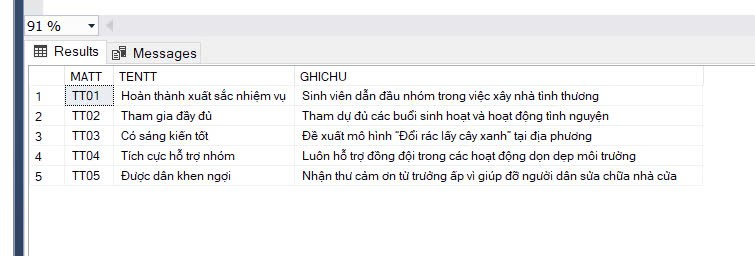 91 %
Results Messages
MATT TENTT GHICHU
1 TT01 Hoàn thành xuất sắc nhiệm vụ Sinh viên dẫn đầu nhóm trong việc xây nhà tình thương
2 TT02 Tham gia đầy đủ Tham dự đủ các buổi sinh hoạt và hoạt động tình nguyện
3 TT03 Có sáng kiến tốt Đề xuất mô hình “Đổi rác lấy cây xanh” tại địa phương
4 TT04 Tích cực hỗ trợ nhóm Luôn hỗ trợ đồng đội trong các hoạt động dọn dẹp môi trường
5 TT05 Được dân khen ngợi Nhận thư cảm ơn từ trưởng ấp vì giúp đỡ người dân sửa chữa nhà cửa